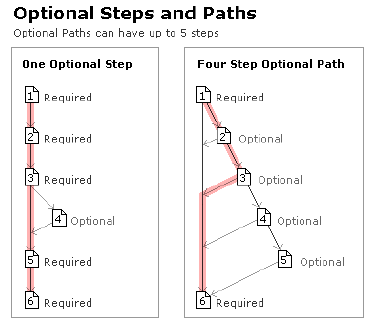 Optional Steps and Paths
Optional Paths can have up to 5 steps
One Optional Step
1 Required
2 Required
3 Required
4 Optional
5 Required
6 Required
Four Step Optional Path
1 Required
2 Optional
3 Optional
4 Optional
5 Optional
6 Required